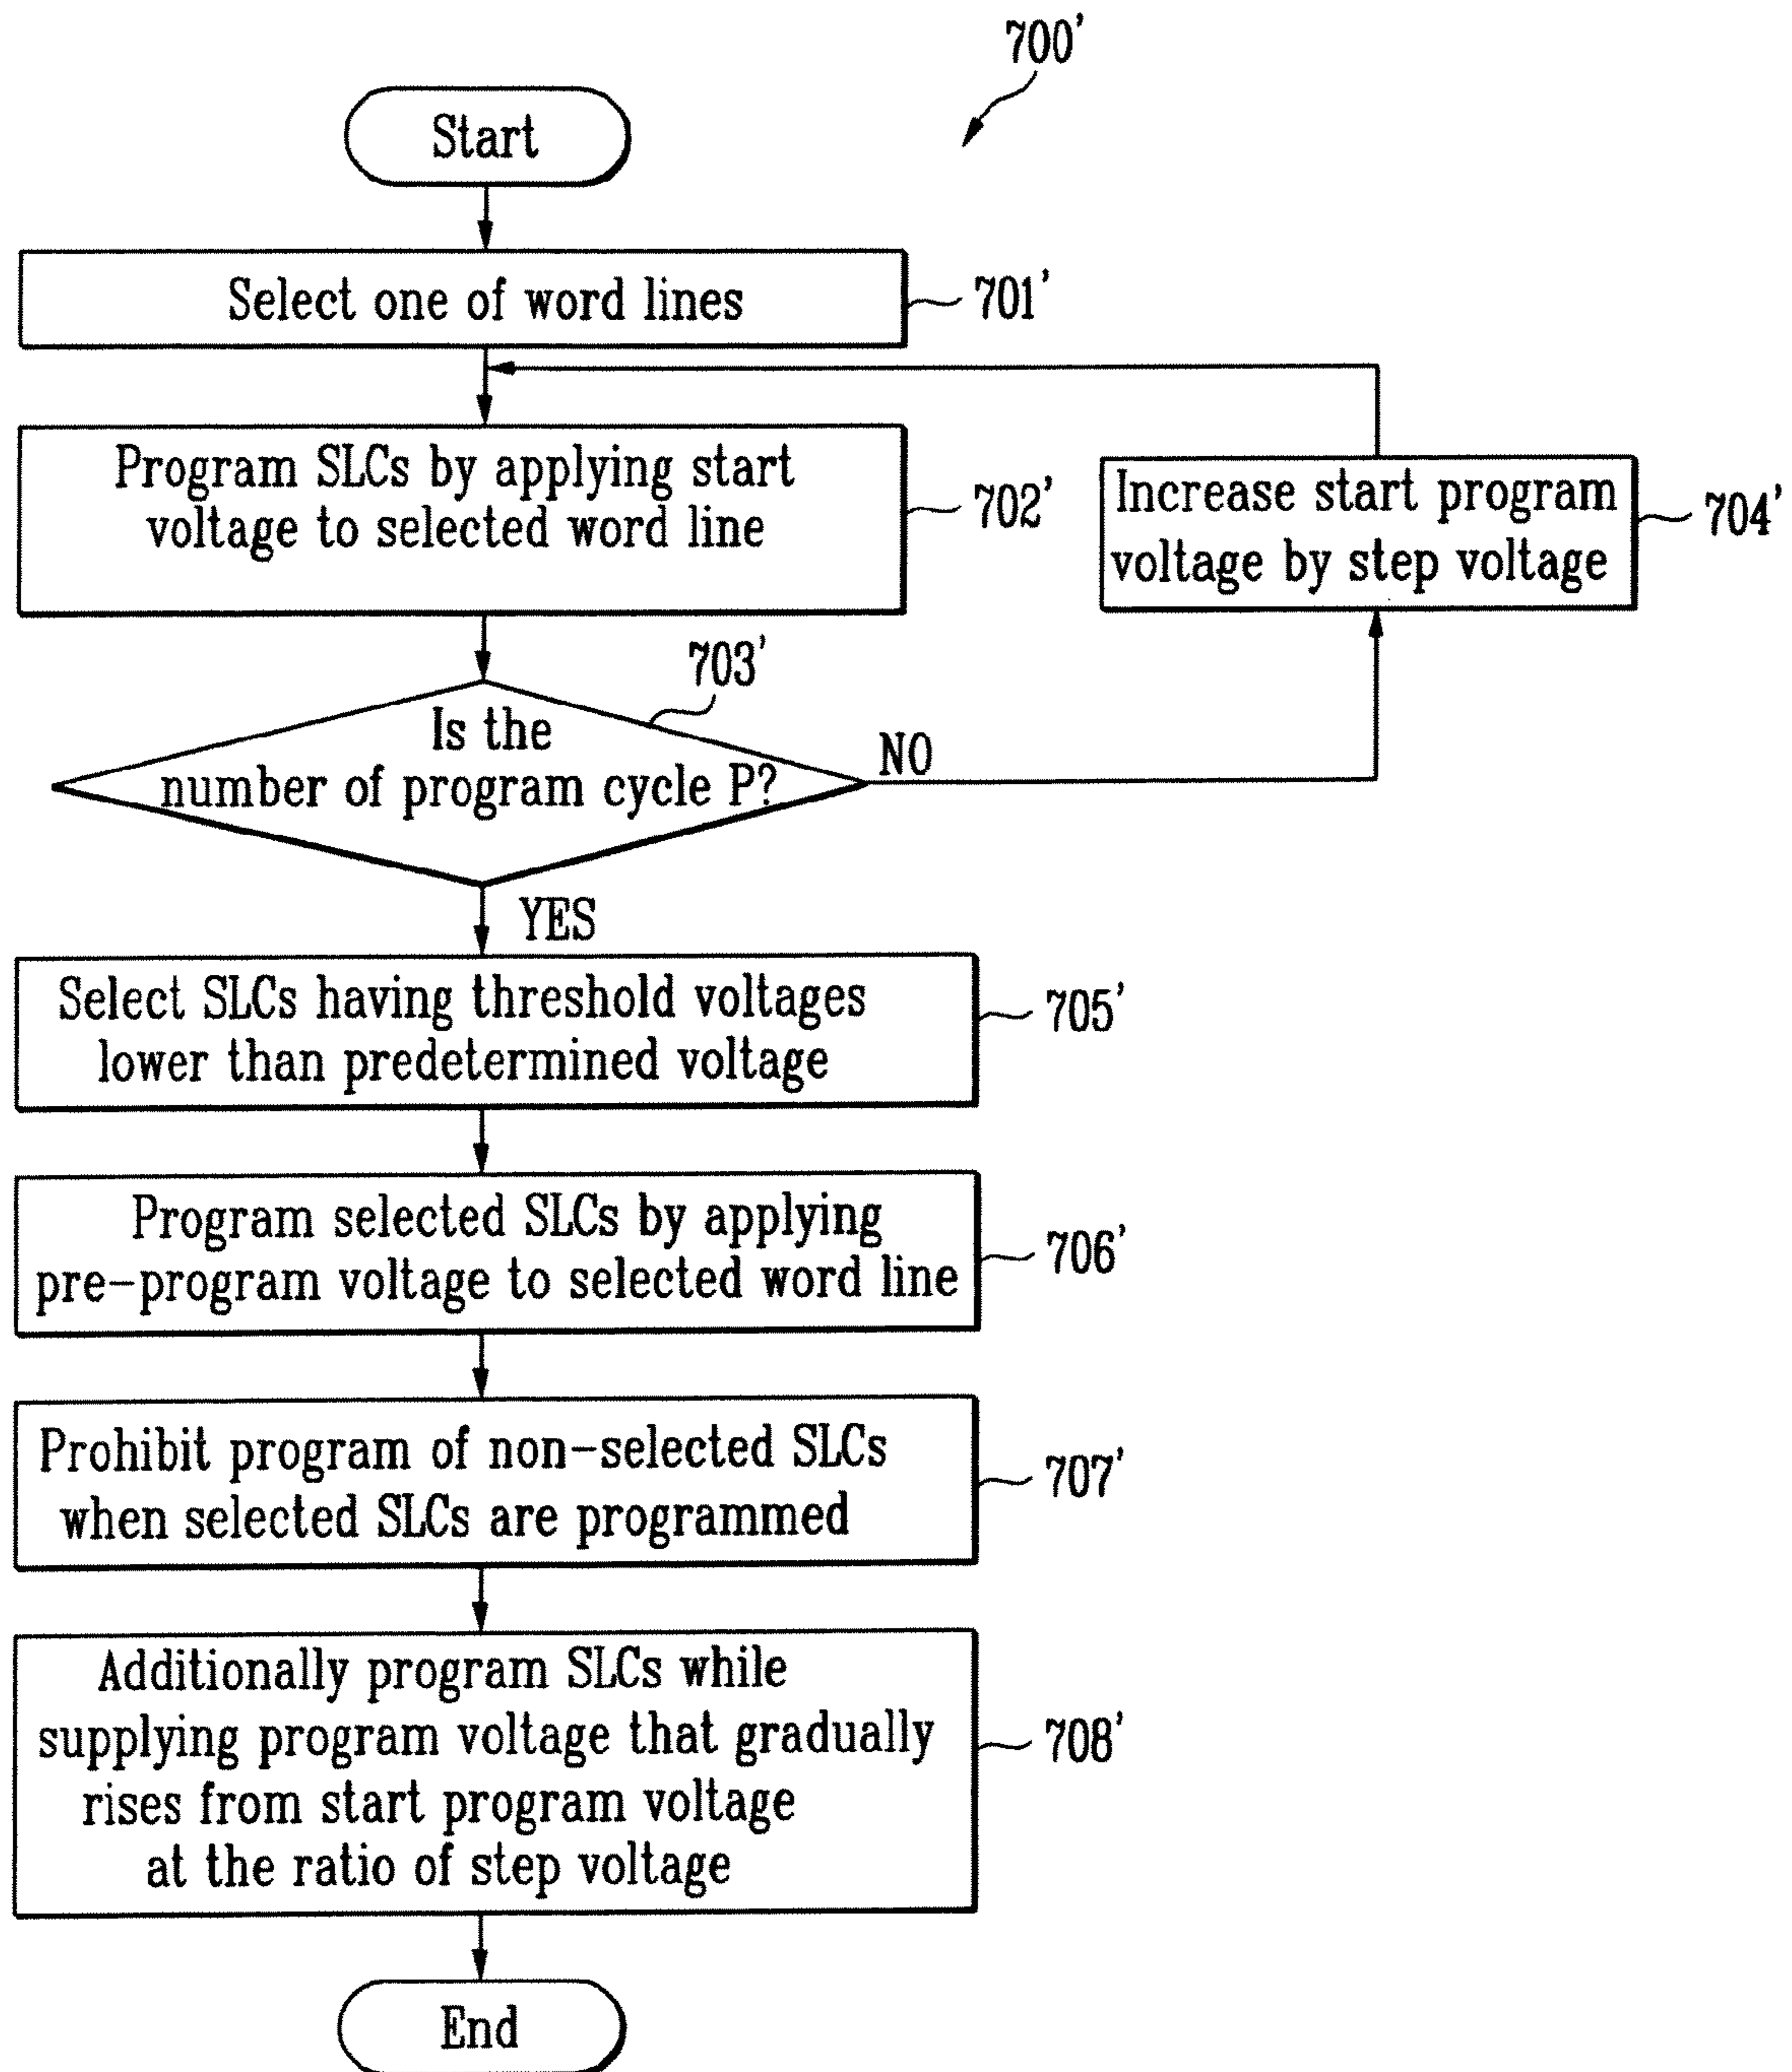 700'
Start
Select one of word lines
701'
Program SLCs by applying start
voltage to selected word line
702'
Increase start program
voltage by step voltage
704'
703'
Is the
number of program cycle P?
NO
YES
Select SLCs having threshold voltages
lower than predetermined voltage
705'
Program selected SLCs by applying
pre-program voltage to selected word line
706'
Prohibit program of non-selected SLCs
when selected SLCs are programmed
707'
Additionally program SLCs while
supplying program voltage that gradually
rises from start program voltage
at the ratio of step voltage
708'
End